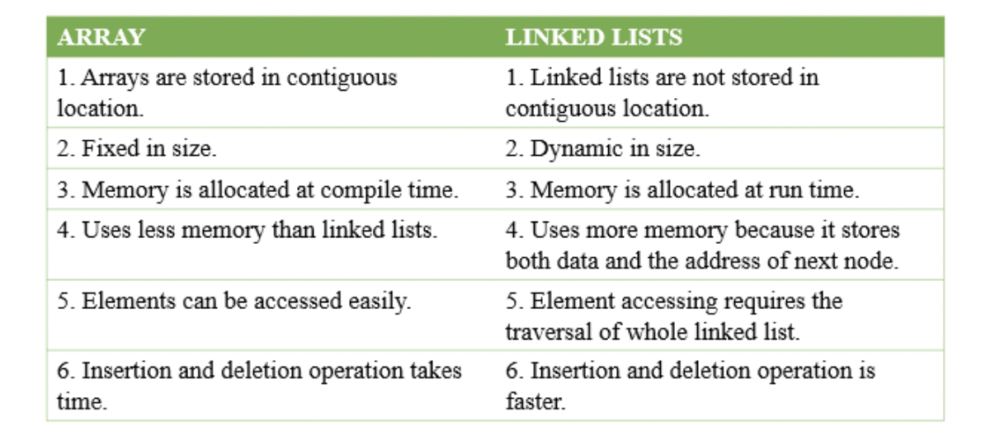 ARRAY
LINKED LISTS
1. Arrays are stored in contiguous
location.
1. Linked lists are not stored in
contiguous location.
2. Fixed in size.
2. Dynamic in size.
3. Memory is allocated at compile time.
3. Memory is allocated at run time.
4. Uses less memory than linked lists.
4. Uses more memory because it stores
both data and the address of next node.
5. Elements can be accessed easily.
5. Element accessing requires the
traversal of whole linked list.
6. Insertion and deletion operation takes
time.
6. Insertion and deletion operation is
faster.